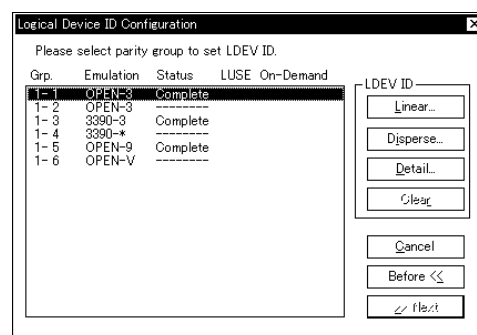 Logical Device ID Configuration
Please select parity group to set LDEV ID.
Grp. Emulation Status LUSE On-Demand
1- 1 OPEN-3 Complete
1- 2 OPEN-3 --------
1- 3 3390-3 Complete
1- 4 3390-* --------
1- 5 OPEN-9 Complete
1- 6 OPEN-V --------
LDEV ID
Linear...
Disperse...
Detail...
Clear
Cancel
Before <<
>> Next